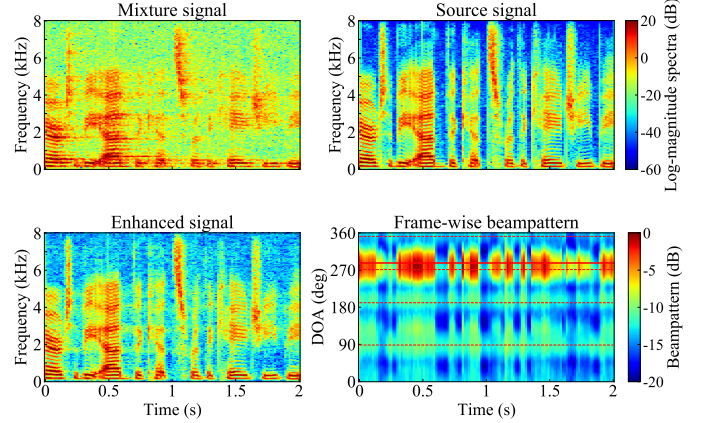 Mixture signal
Source signal
Frequency (kHz)
8
6
4
2
0
Frequency (kHz)
8
6
4
2
0
20
0
-20
-40
-60
Log-magnitude spectra (dB)
Enhanced signal
Frame-wise beampattern
Frequency (kHz)
8
6
4
2
0
0 0.5 1 1.5 2
Time (s)
DOA (deg)
360
270
180
90
0
0 0.5 1 1.5 2
Time (s)
0
-5
-10
-15
-20
Beampattern (dB)